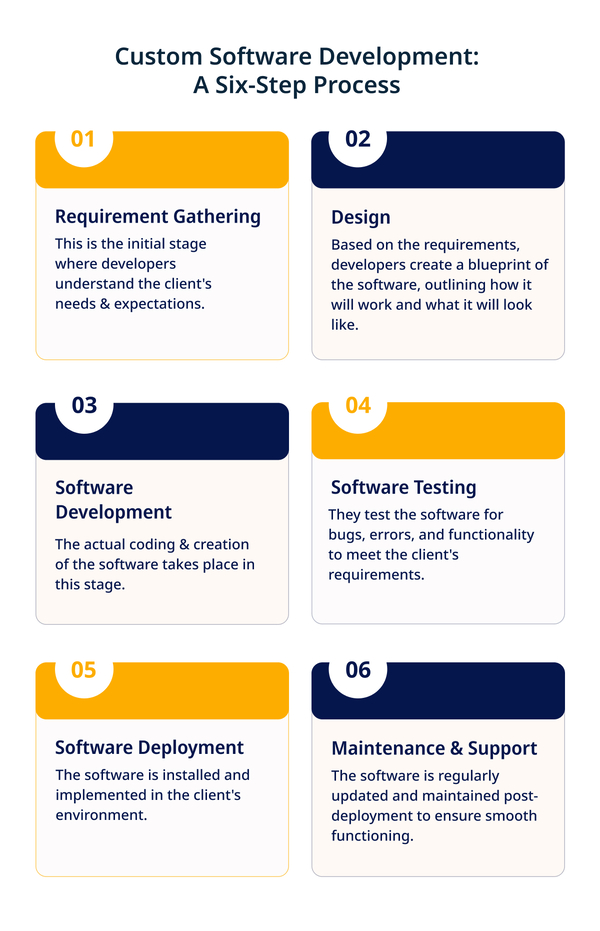 Custom Software Development:
A Six-Step Process
01
Requirement Gathering
This is the initial stage
where developers
understand the client's
needs & expectations.
02
Design
Based on the requirements,
developers create a blueprint of
the software, outlining how it
will work and what it will look
like.
03
Software
Development
The actual coding & creation
of the software takes place in
this stage.
04
Software Testing
They test the software for
bugs, errors, and functionality
to meet the client's
requirements.
05
Software Deployment
The software is installed and
implemented in the client's
environment.
06
Maintenance & Support
The software is regularly
updated and maintained post-
deployment to ensure smooth
functioning.